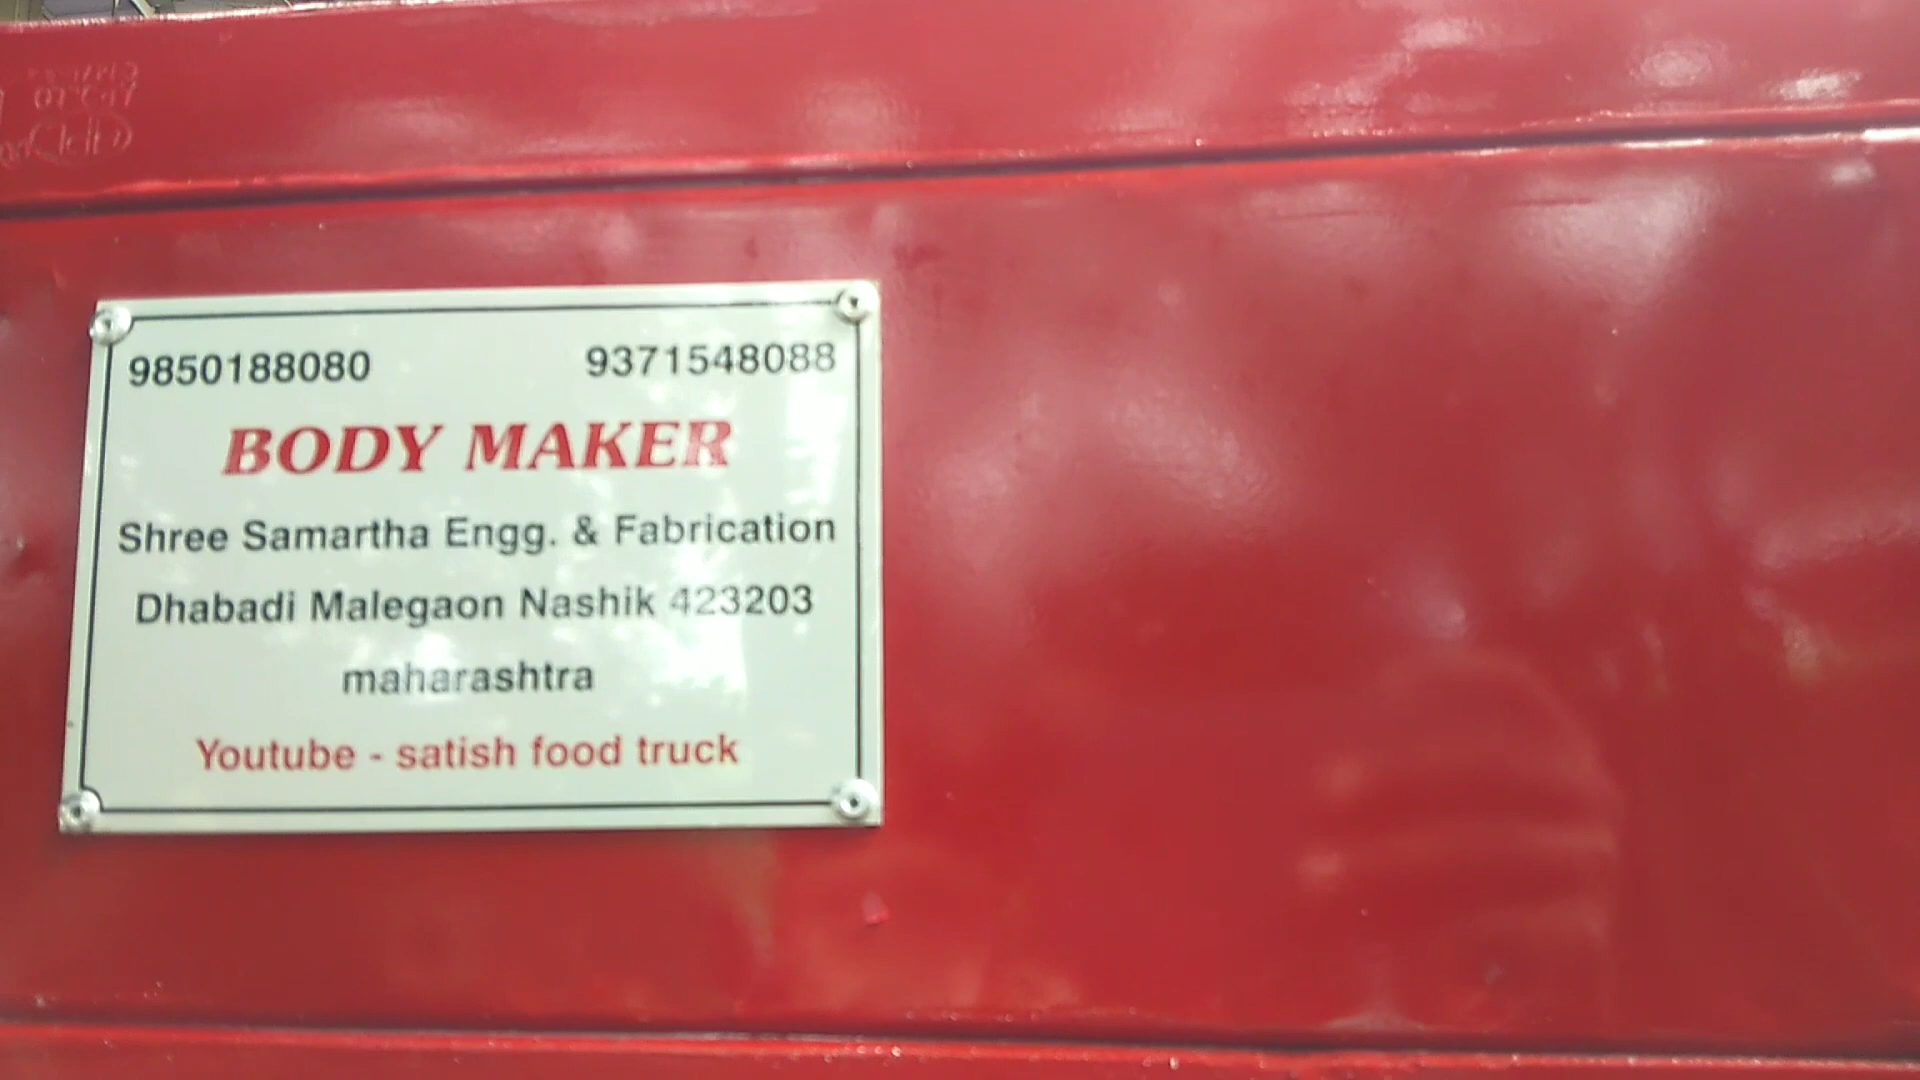 9850188080 9371548088
BODY MAKER
Shree Samartha Engg. & Fabrication
Dhabadi Malegaon Nashik 423203
maharashtra
Youtube - satish food truck